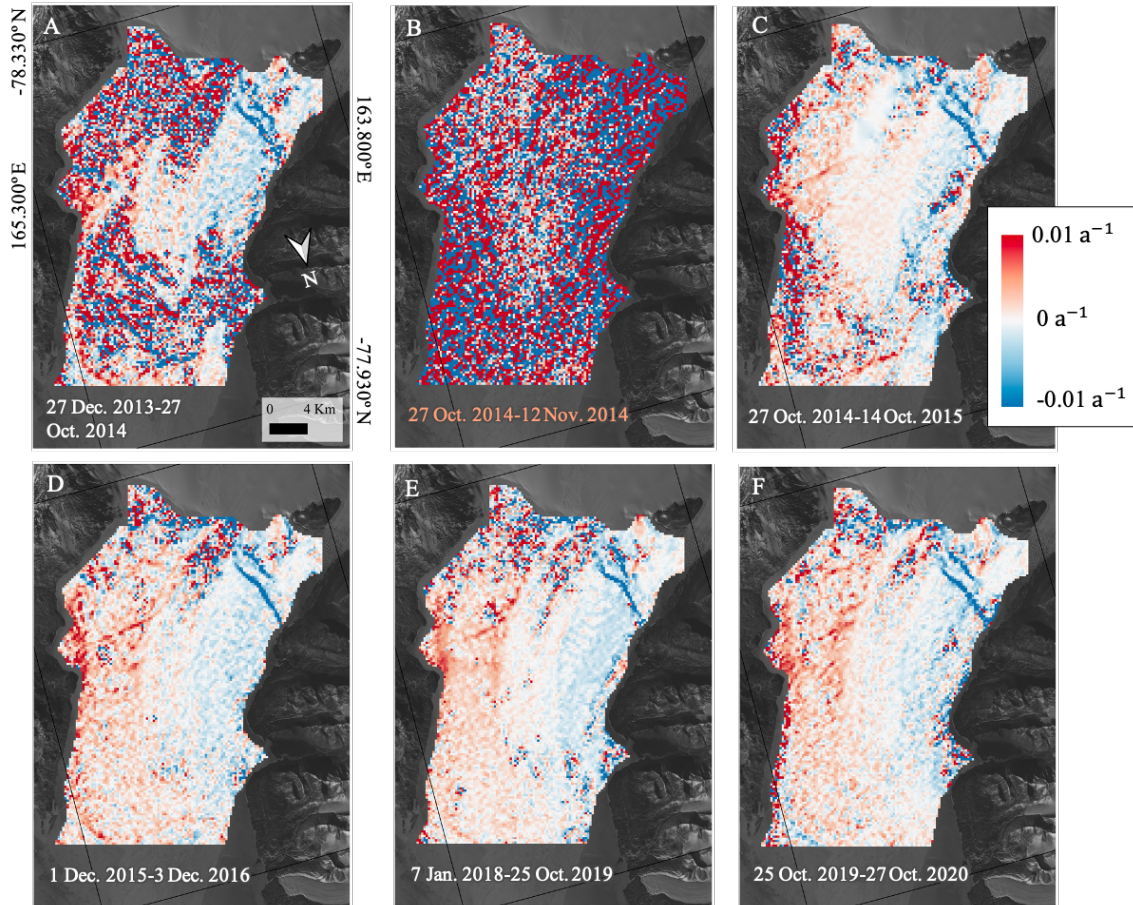 A
B
C
-78.330°N
165.300°E
163.800°E
-77.930°N
N
0 4 Km
27 Dec. 2013-27
Oct. 2014
27 Oct. 2014-12 Nov. 2014
27 Oct. 2014-14 Oct. 2015
0.01 a⁻¹
0 a⁻¹
-0.01 a⁻¹
D
E
F
1 Dec. 2015-3 Dec. 2016
7 Jan. 2018-25 Oct. 2019
25 Oct. 2019-27 Oct. 2020